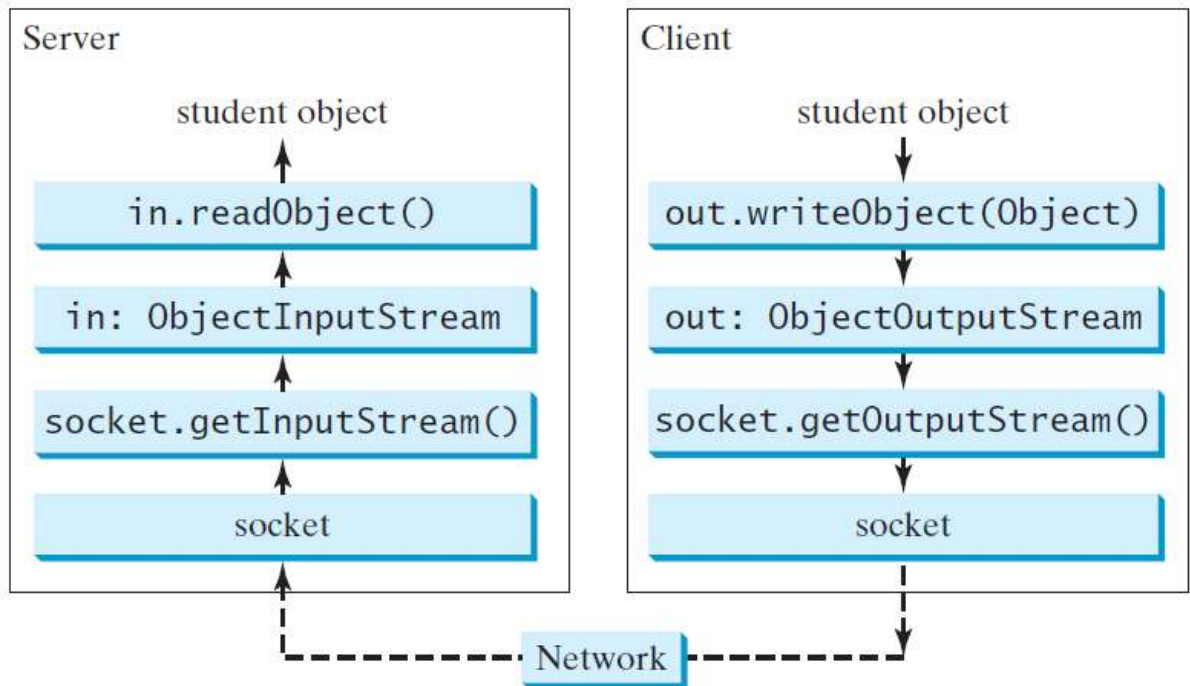 Server
student object
in.readObject()
in: ObjectInputStream
socket.getInputStream()
socket
Client
student object
out.writeObject(Object)
out: ObjectOutputStream
socket.getOutputStream()
socket
Network